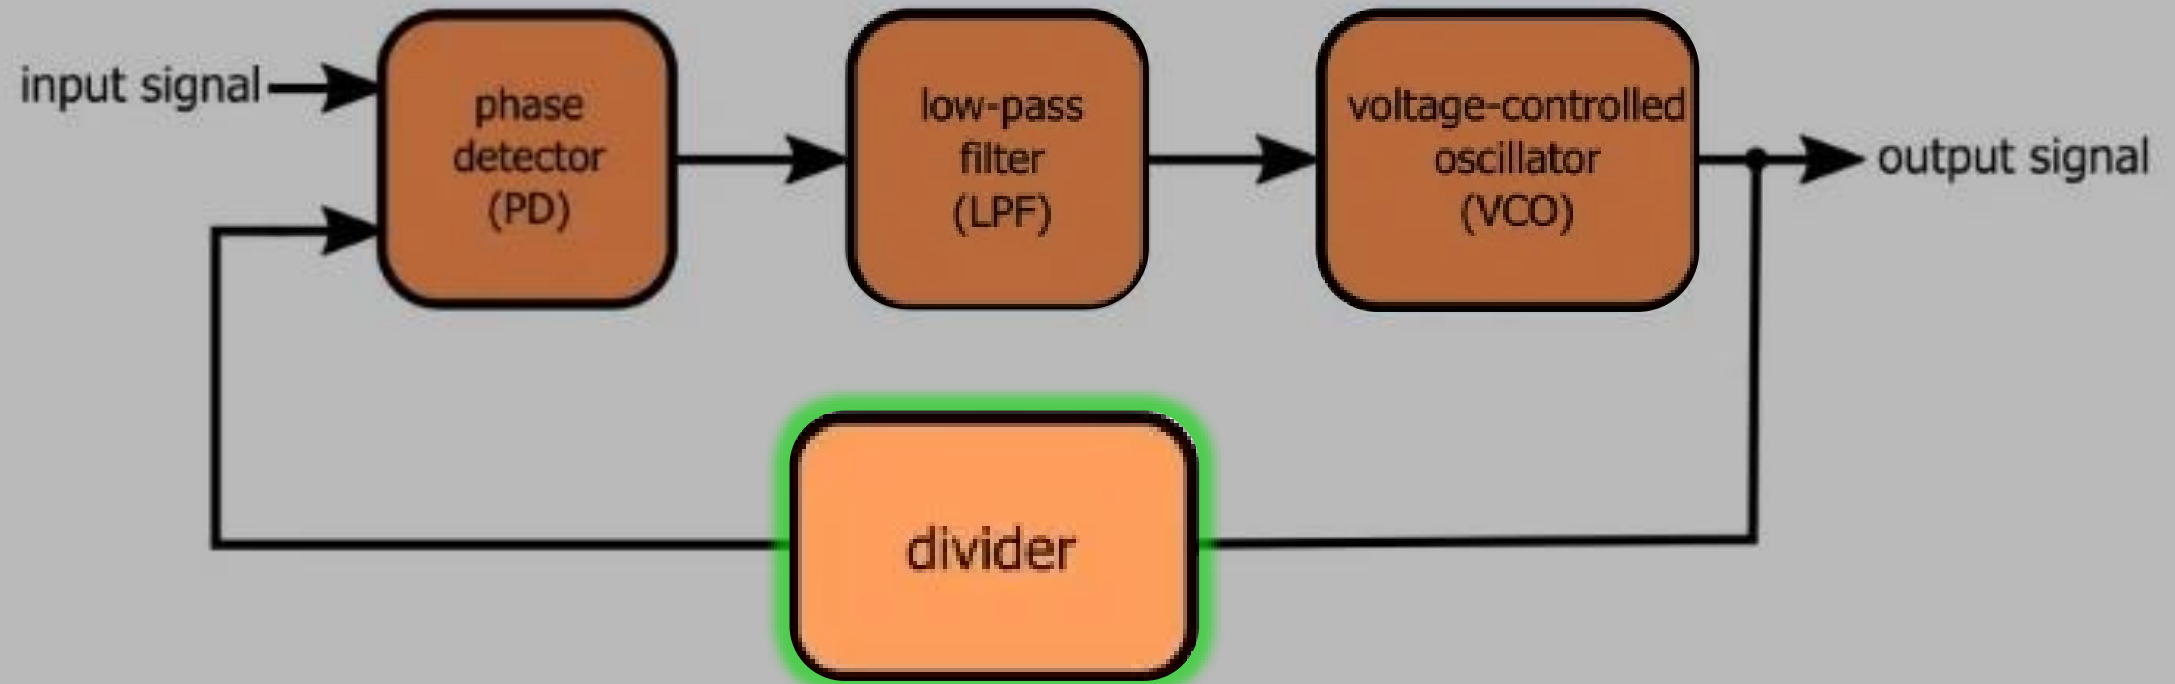 input signal
phase
detector
(PD)
low-pass
filter
(LPF)
voltage-controlled
oscillator
(VCO)
output signal
divider